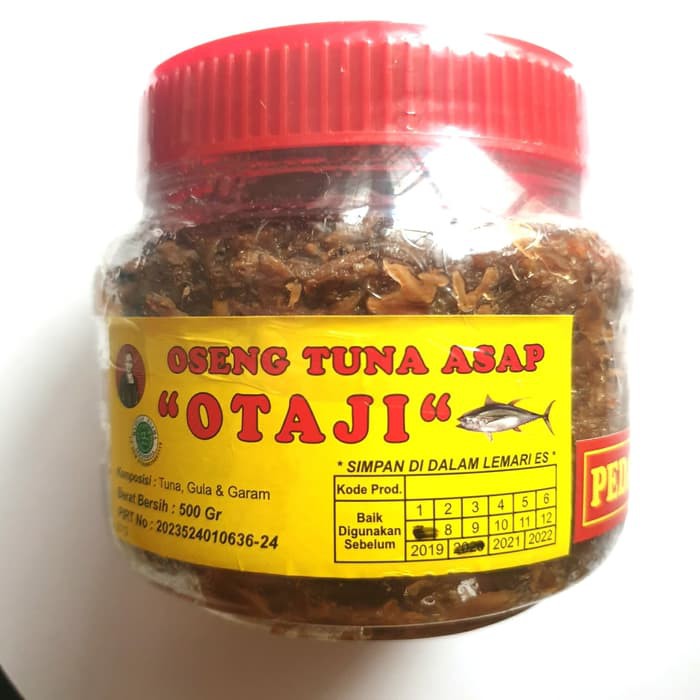 OSENG TUNA ASAP
"OTAJI"
* SIMPAN DI DALAM LEMARI ES *
Komposisi : Tuna, Gula & Garam
Berat Bersih : 500 Gr
PIRT No : 2023524010636-24
Kode Prod.
Baik Digunakan Sebelum
1 2 3 4 5 6
8 9 10 11 12
2019 2020 2021 2022
PED